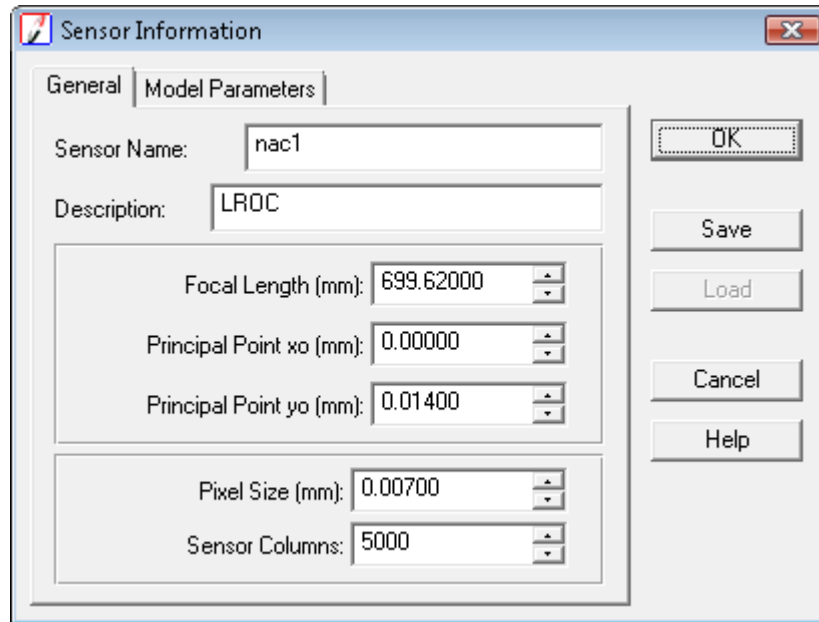 Sensor Information
General
Model Parameters
Sensor Name:
nac1
Description:
LROC
Focal Length (mm):
699.62000
Principal Point xo (mm):
0.00000
Principal Point yo (mm):
0.01400
Pixel Size (mm):
0.00700
Sensor Columns:
5000
OK
Save
Load
Cancel
Help